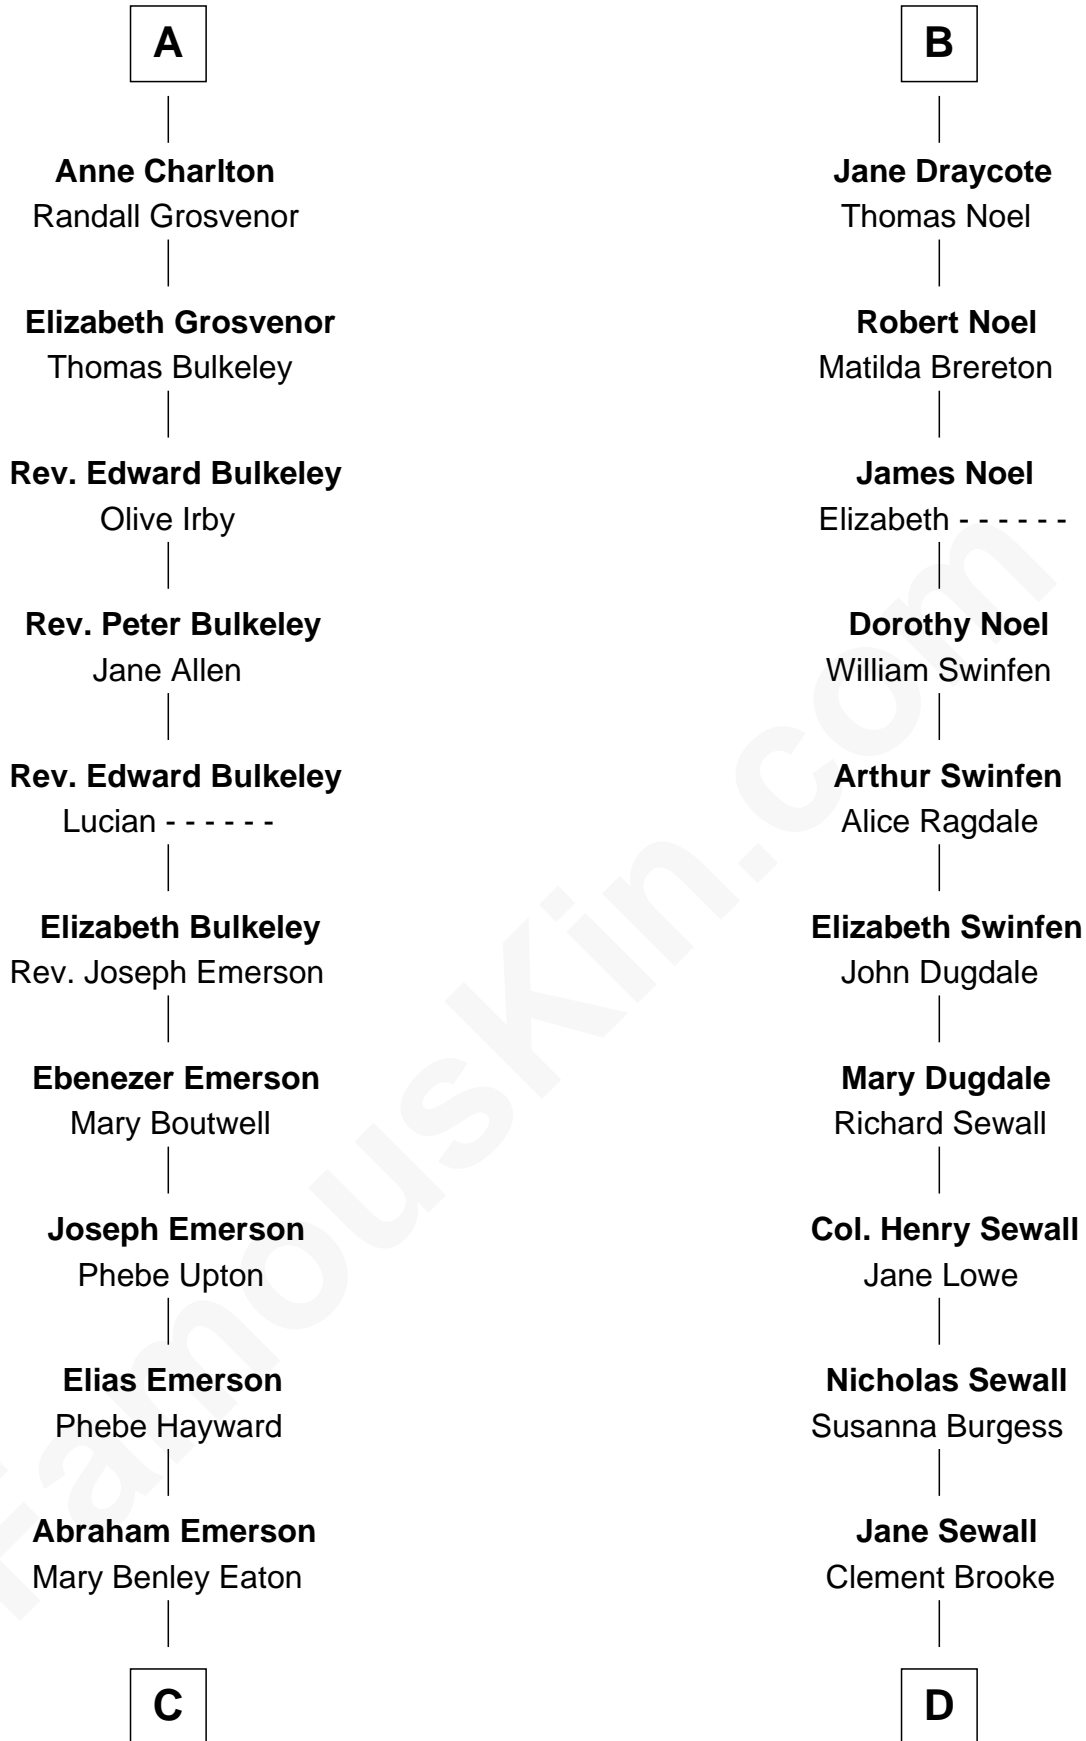 A
Anne Charlton
Randall Grosvenor
Elizabeth Grosvenor
Thomas Bulkeley
Rev. Edward Bulkeley
Olive Irby
Rev. Peter Bulkeley
Jane Allen
Rev. Edward Bulkeley
Lucian - - - - - -
Elizabeth Bulkeley
Rev. Joseph Emerson
Ebenezer Emerson
Mary Boutwell
Joseph Emerson
Phebe Upton
Elias Emerson
Phebe Hayward
Abraham Emerson
Mary Benley Eaton
C
B
Jane Draycote
Thomas Noel
Robert Noel
Matilda Brereton
James Noel
Elizabeth - - - - - -
Dorothy Noel
William Swinfen
Arthur Swinfen
Alice Ragdale
Elizabeth Swinfen
John Dugdale
Mary Dugdale
Richard Sewall
Col. Henry Sewall
Jane Lowe
Nicholas Sewall
Susanna Burgess
Jane Sewall
Clement Brooke
D
FamousKin.com